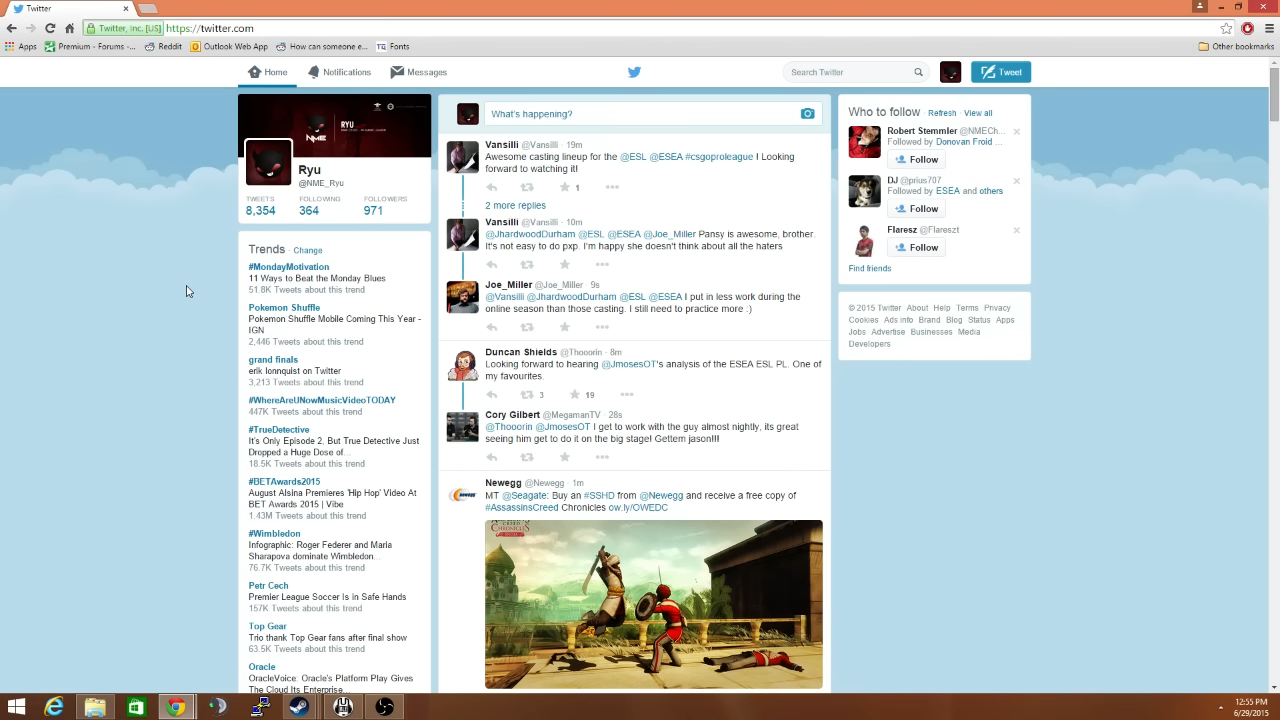 Twitter
Twitter, Inc. [US] https://twitter.com
Apps Premium - Forums -... Reddit Outlook Web App How can someone e... TQ Fonts Other bookmarks
Home Notifications Messages Search Twitter Tweet
RYU
NME
Ryu
@NME_Ryu
TWEETS FOLLOWING FOLLOWERS
8,354 364 971
Trends · Change
#MondayMotivation
11 Ways to Beat the Monday Blues
51.8K Tweets about this trend
Pokemon Shuffle
Pokemon Shuffle Mobile Coming This Year -
IGN
2,446 Tweets about this trend
grand finals
erik lonnquist on Twitter
3,213 Tweets about this trend
#WhereAreUNowMusicVideoTODAY
447K Tweets about this trend
#TrueDetective
It's Only Episode 2, But True Detective Just
Dropped a Huge Dose of...
18.5K Tweets about this trend
#BETAwards2015
August Alsina Premieres 'Hip Hop' Video At
BET Awards 2015 | Vibe
1.43M Tweets about this trend
#Wimbledon
Infographic: Roger Federer and Maria
Sharapova dominate Wimbledon...
76.7K Tweets about this trend
Petr Cech
Premier League Soccer Is in Safe Hands
157K Tweets about this trend
Top Gear
Trio thank Top Gear fans after final show
63.5K Tweets about this trend
Oracle
OracleVoice: Oracle's Platform Play Gives
The Cloud Its Enterprise...
What's happening?
Vansilli @Vansilli · 19m
Awesome casting lineup for the @ESL @ESEA #csgoproleague ! Looking
forward to watching it!
1
2 more replies
Vansilli @Vansilli · 10m
@JhardwoodDurham @ESL @ESEA @Joe_Miller Pansy is awesome, brother.
It's not easy to do pxp. I'm happy she doesn't think about all the haters
Joe_Miller @Joe_Miller · 9s
@Vansilli @JhardwoodDurham @ESL @ESEA I put in less work during the
online season than those casting. I still need to practice more :)
Duncan Shields @Thooorin · 8m
Looking forward to hearing @JmosesOT's analysis of the ESEA ESL PL. One of
my favourites.
3 19
Cory Gilbert @MegamanTV · 28s
@Thooorin @JmosesOT I get to work with the guy almost nightly, its great
seeing him get to do it on the big stage! Gettem jason!!!
Newegg @Newegg · 1m
MT @Seagate: Buy an #SSHD from @Newegg and receive a free copy of
#AssassinsCreed Chronicles ow.ly/OWEDC
CHRONICLES
Who to follow · Refresh · View all
Robert Stemmler @NMECh...
Followed by Donovan Froid ...
Follow
DJ @prius707
Followed by ESEA and others
Follow
Flaresz @Flareszt
Follow
Find friends
© 2015 Twitter About Help Terms Privacy
Cookies Ads info Brand Blog Status Apps
Jobs Advertise Businesses Media
Developers
12:55 PM
6/29/2015